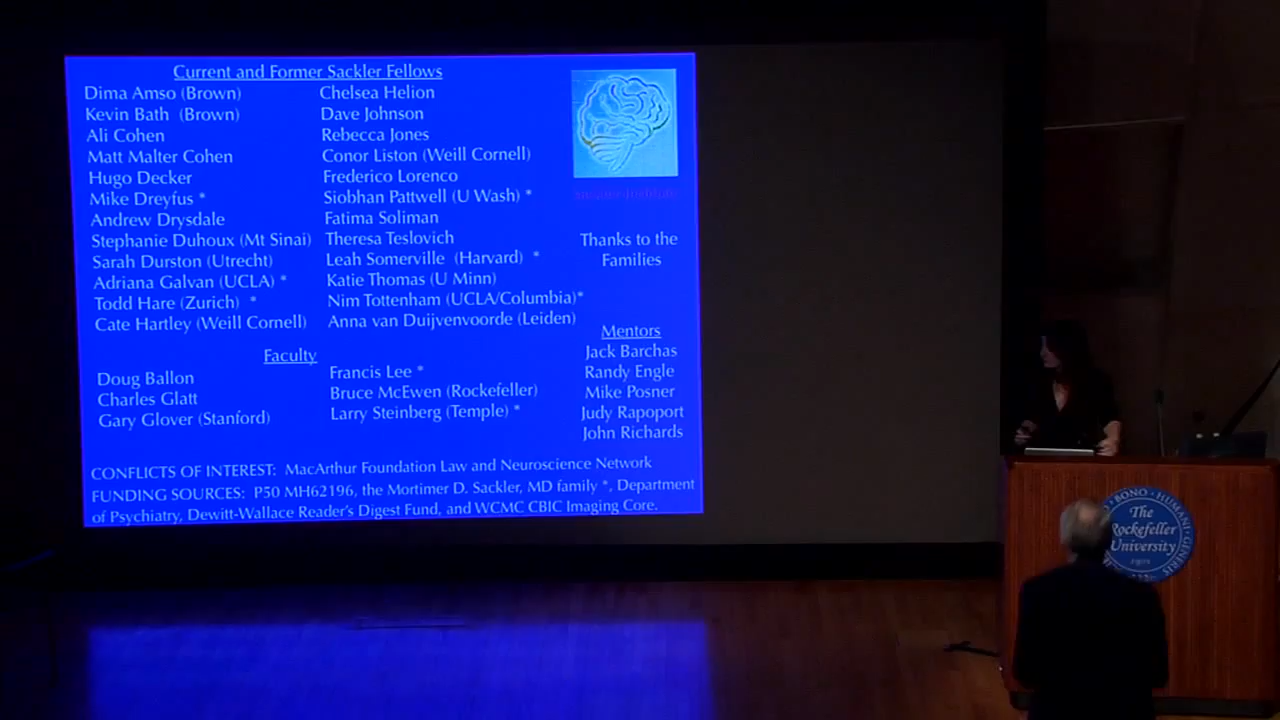 Current and Former Sackler Fellows
Dima Amso (Brown)
Kevin Bath (Brown)
Ali Cohen
Matt Malter Cohen
Hugo Decker
Mike Dreyfus *
Andrew Drysdale
Stephanie Duhoux (Mt Sinai)
Sarah Durston (Utrecht)
Adriana Galvan (UCLA) *
Todd Hare (Zurich) *
Cate Hartley (Weill Cornell)
Chelsea Helion
Dave Johnson
Rebecca Jones
Conor Liston (Weill Cornell)
Frederico Lorenco
Siobhan Pattwell (U Wash) *
Fatima Soliman
Theresa Teslovich
Leah Somerville (Harvard) *
Katie Thomas (U Minn)
Nim Tottenham (UCLA/Columbia)*
Anna van Duijvenvoorde (Leiden)
Sackler Institute
Thanks to the
Families
Faculty
Doug Ballon
Charles Glatt
Gary Glover (Stanford)
Francis Lee *
Bruce McEwen (Rockefeller)
Larry Steinberg (Temple) *
Mentors
Jack Barchas
Randy Engle
Mike Posner
Judy Rapoport
John Richards
CONFLICTS OF INTEREST: MacArthur Foundation Law and Neuroscience Network
FUNDING SOURCES: P50 MH62196, the Mortimer D. Sackler, MD family *, Department
of Psychiatry, Dewitt-Wallace Reader's Digest Fund, and WCMC CBIC Imaging Core.
BONO HUMANI GENERIS
The
Rockefeller
University